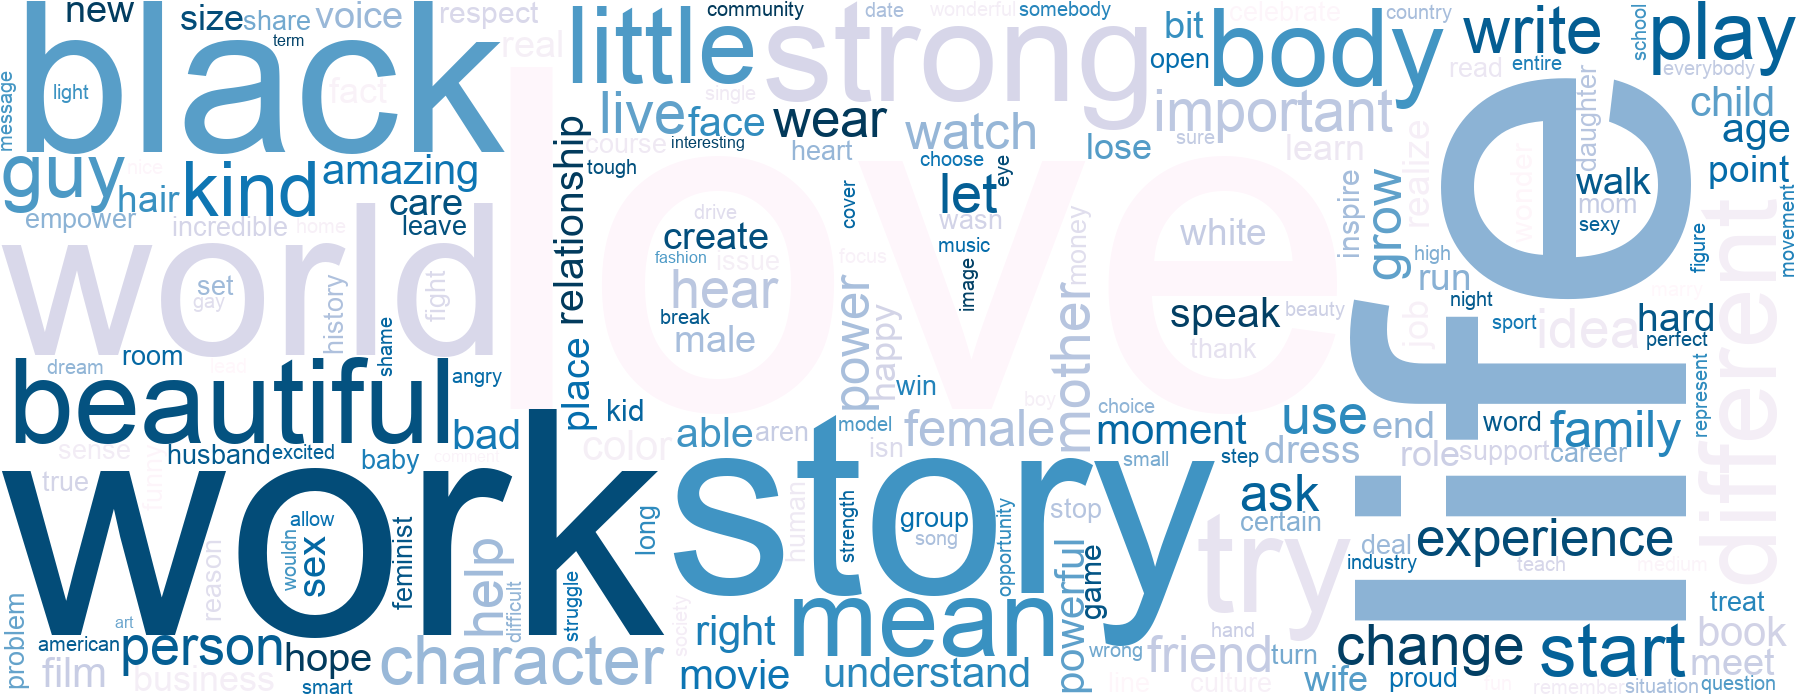 new
size
share
voice
respect
term
real
black
light
message
fact
community
date
wonderful
somebody
celebrate
country
little
strong
bit
open
body
write
entire
school
play
read
everybody
single
live
face
wear
watch
important
daughter
child
age
point
course
interesting
heart
choose
lose
sure
learn
realize
guy
nice
hair
kind
amazing
care
leave
empower
incredible
home
relationship
tough
cover
let
eye
wasn
drive
create
fashion
issue
focus
music
image
money
white
inspire
grow
wonder
walk
mom
sexy
figure
movement
different
high
run
marry
world
set
gay
history
fight
love
hear
break
male
power
happy
mother
speak
beauty
thank
night
sport
job
idea
hard
perfect
life
dream
room
lead
shame
angry
place
kid
win
boy
model
choice
beautiful
bad
able
aren
isn
female
moment
use
end
word
family
represent
color
sense
husband
excited
baby
comment
small
step
dress
role
support
career
true
funny
work
story
ask
certain
long
human
strength
group
song
opportunity
stop
allow
wouldn
sex
feminist
reason
help
difficult
struggle
try
deal
experience
industry
teach
medium
powerful
game
problem
american
art
person
hope
smart
film
business
character
society
right
mean
movie
understand
wrong
line
hand
friend
culture
turn
wife
change
proud
fun
start
treat
book
meet
remember
situation
question